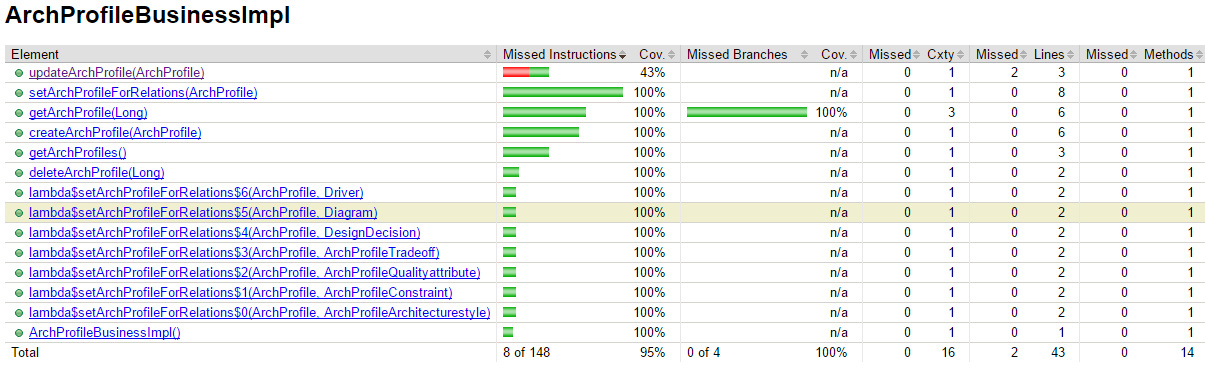 ArchProfileBusinessImpl
Element Missed Instructions Cov. Missed Branches Cov. Missed Cxty Missed Lines Missed Methods
updateArchProfile(ArchProfile) 43% n/a 0 1 2 3 0 1
setArchProfileForRelations(ArchProfile) 100% n/a 0 1 0 8 0 1
getArchProfile(Long) 100% 100% 0 3 0 6 0 1
createArchProfile(ArchProfile) 100% n/a 0 1 0 6 0 1
getArchProfiles() 100% n/a 0 1 0 3 0 1
deleteArchProfile(Long) 100% n/a 0 1 0 2 0 1
lambda$setArchProfileForRelations$6(ArchProfile, Driver) 100% n/a 0 1 0 2 0 1
lambda$setArchProfileForRelations$5(ArchProfile, Diagram) 100% n/a 0 1 0 2 0 1
lambda$setArchProfileForRelations$4(ArchProfile, DesignDecision) 100% n/a 0 1 0 2 0 1
lambda$setArchProfileForRelations$3(ArchProfile, ArchProfileTradeoff) 100% n/a 0 1 0 2 0 1
lambda$setArchProfileForRelations$2(ArchProfile, ArchProfileQualityattribute) 100% n/a 0 1 0 2 0 1
lambda$setArchProfileForRelations$1(ArchProfile, ArchProfileConstraint) 100% n/a 0 1 0 2 0 1
lambda$setArchProfileForRelations$0(ArchProfile, ArchProfileArchitecturestyle) 100% n/a 0 1 0 2 0 1
ArchProfileBusinessImpl() 100% n/a 0 1 0 1 0 1
Total 8 of 148 95% 0 of 4 100% 0 16 2 43 0 14